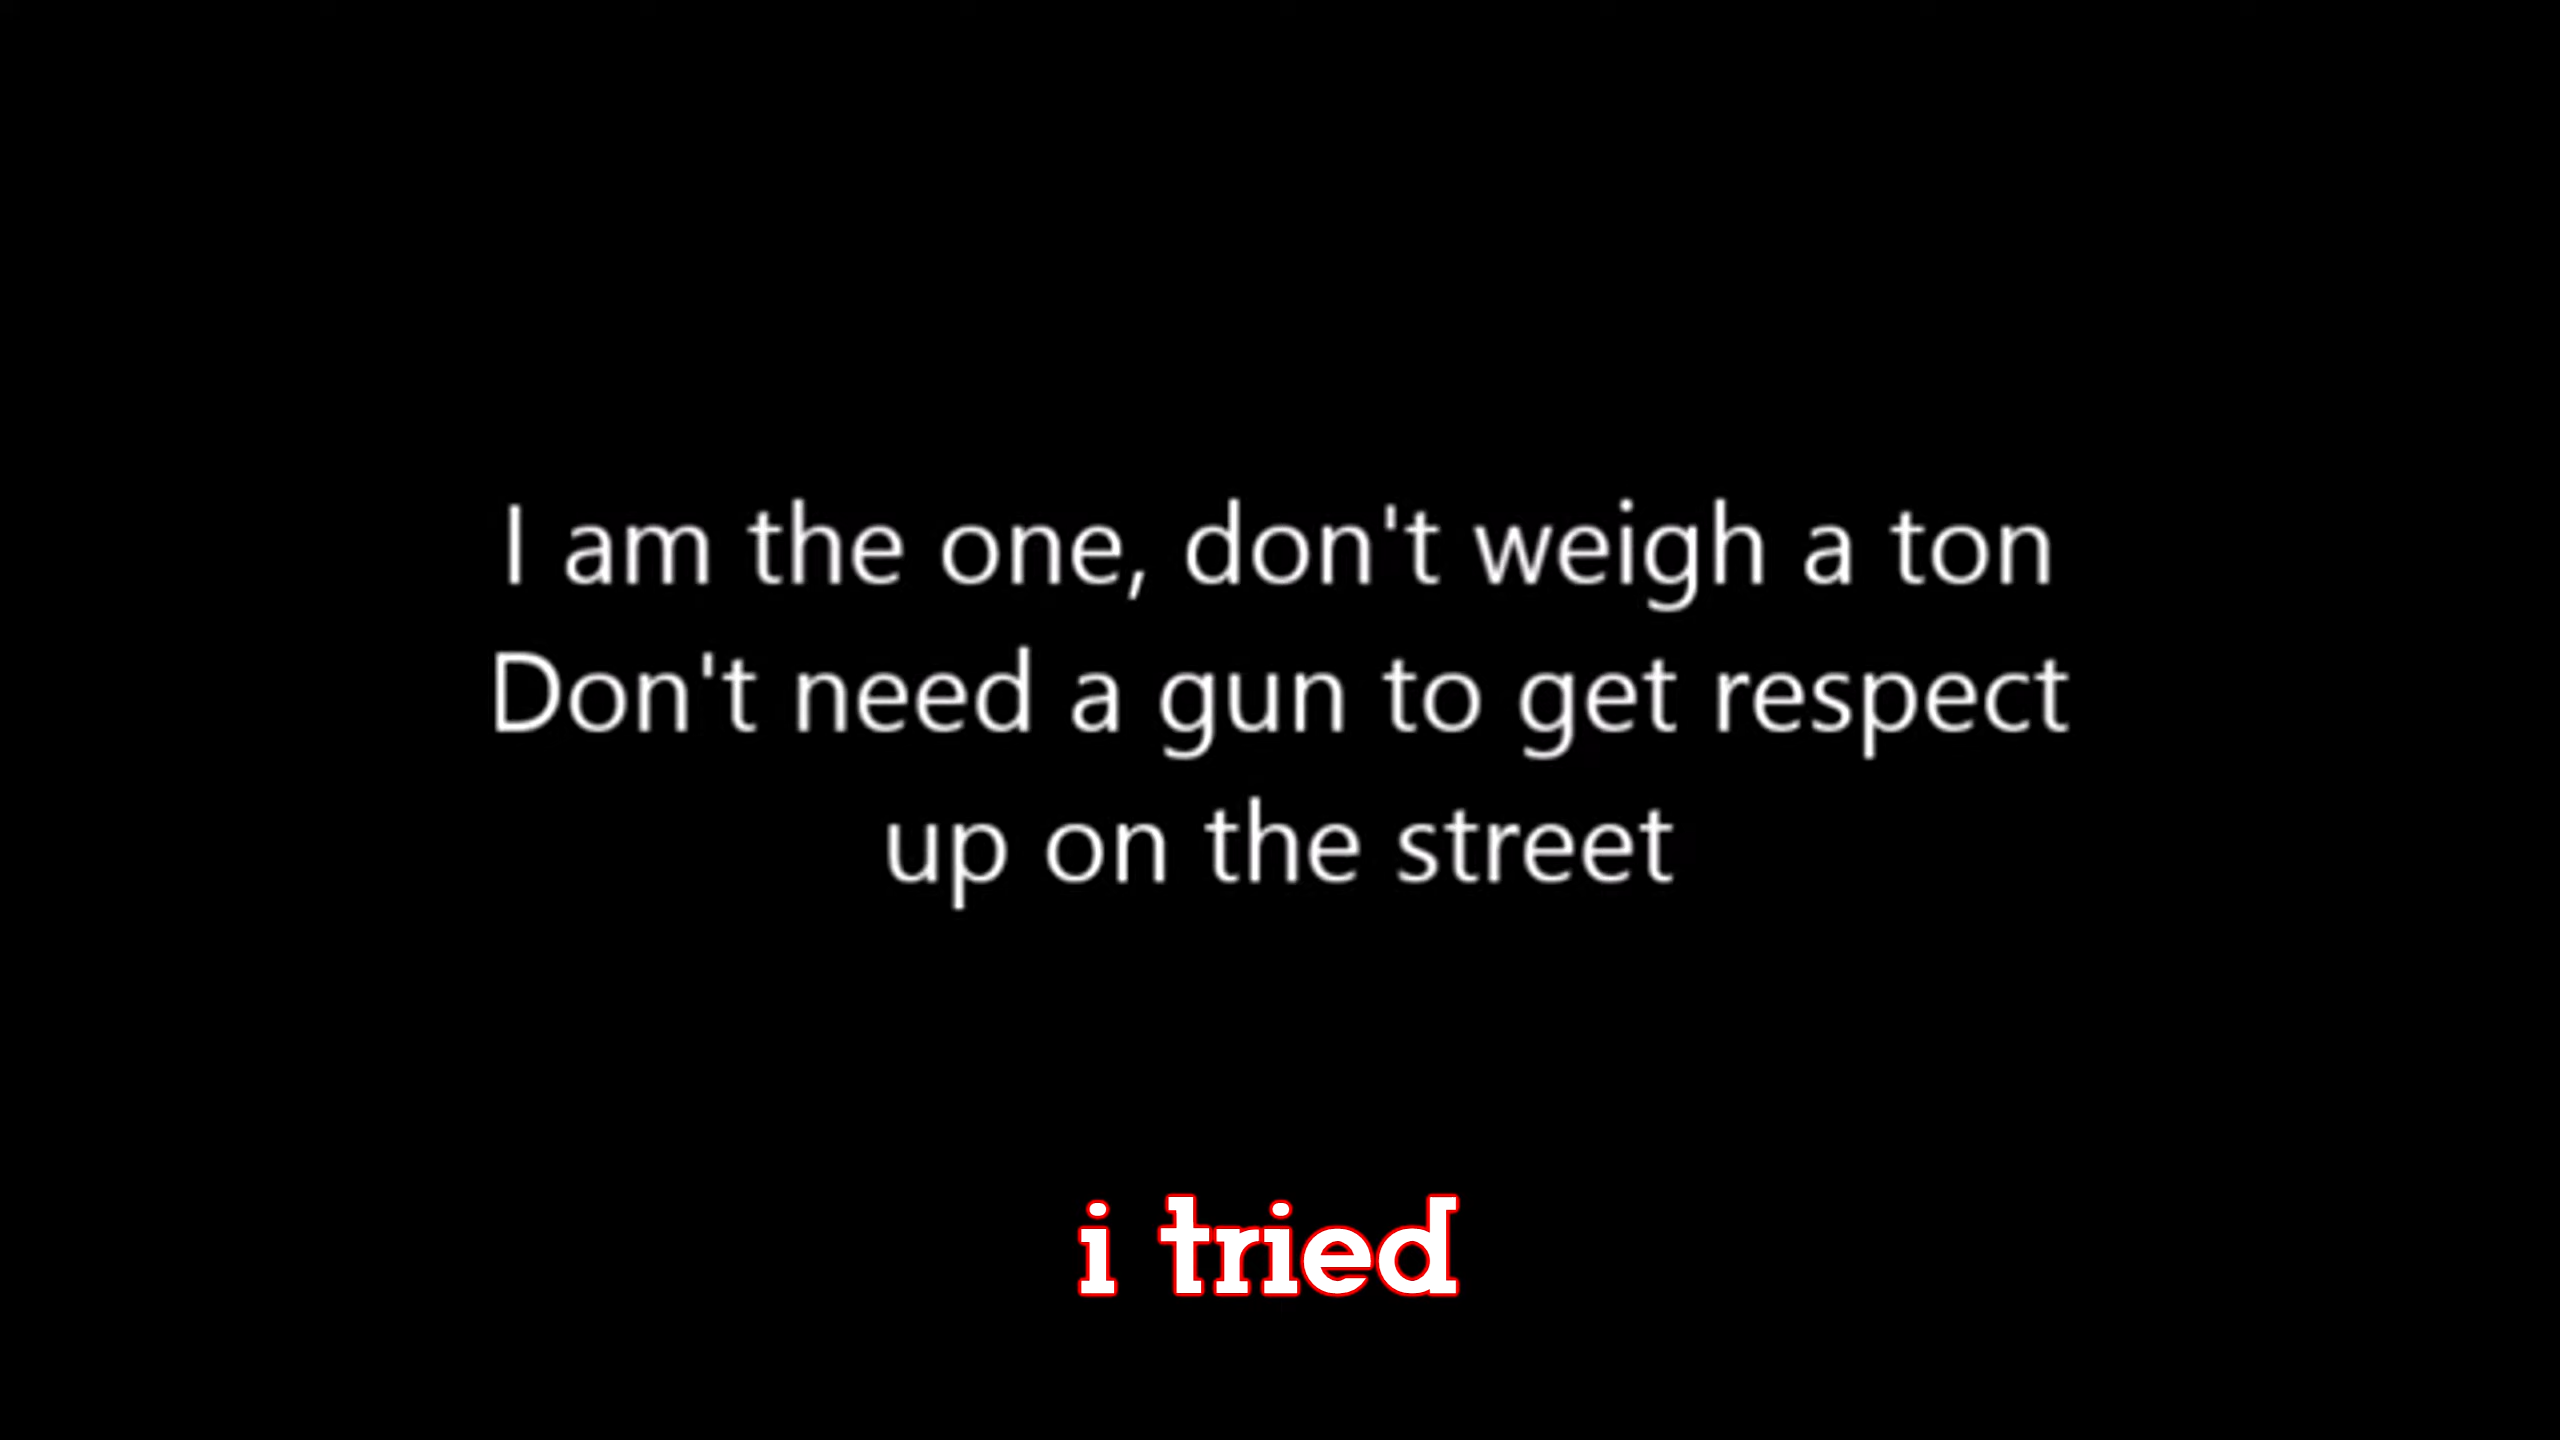 I am the one, don't weigh a ton
Don't need a gun to get respect
up on the street
i tried